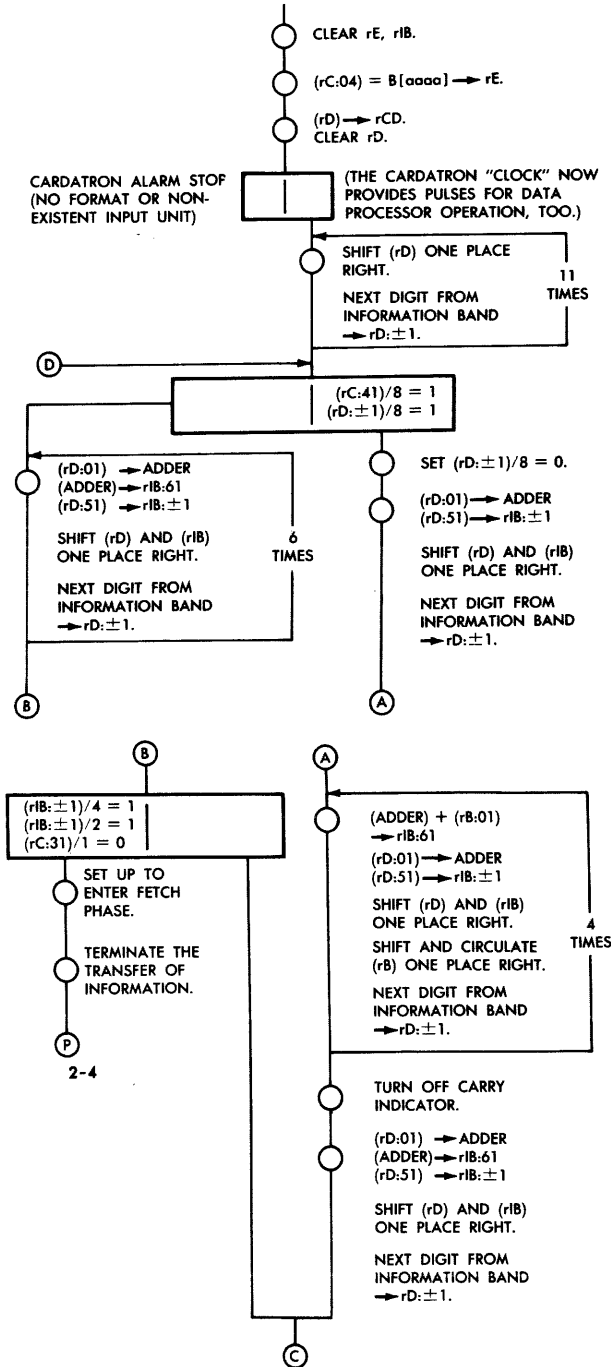 CLEAR rE, rIB.
(rC:04) = B[aaaa] → rE.
(rD) → rCD.
CLEAR rD.
CARDATRON ALARM STOP
(NO FORMAT OR NON-
EXISTENT INPUT UNIT)
(THE CARDATRON "CLOCK" NOW
PROVIDES PULSES FOR DATA
PROCESSOR OPERATION, TOO.)
SHIFT (rD) ONE PLACE
RIGHT.
NEXT DIGIT FROM
INFORMATION BAND
→ rD:±1.
11
TIMES
D
(rC:41)/8 = 1
(rD:±1)/8 = 1
(rD:01) → ADDER
(ADDER) → rIB:61
(rD:51) → rIB:±1
SHIFT (rD) AND (rIB)
ONE PLACE RIGHT.
NEXT DIGIT FROM
INFORMATION BAND
→ rD:±1.
6
TIMES
SET (rD:±1)/8 = 0.
(rD:01) → ADDER
(rD:51) → rIB:±1
SHIFT (rD) AND (rIB)
ONE PLACE RIGHT.
NEXT DIGIT FROM
INFORMATION BAND
→ rD:±1.
B
A
B
A
(rIB:±1)/4 = 1
(rIB:±1)/2 = 1
(rC:31)/1 = 0
SET UP TO
ENTER FETCH
PHASE.
TERMINATE THE
TRANSFER OF
INFORMATION.
P
2-4
(ADDER) + (rB:01)
→ rIB:61
(rD:01) → ADDER
(rD:51) → rIB:±1
SHIFT (rD) AND (rIB)
ONE PLACE RIGHT.
SHIFT AND CIRCULATE
(rB) ONE PLACE RIGHT.
NEXT DIGIT FROM
INFORMATION BAND
→ rD:±1.
4
TIMES
TURN OFF CARRY
INDICATOR.
(rD:01) → ADDER
(ADDER) → rIB:61
(rD:51) → rIB:±1
SHIFT (rD) AND (rIB)
ONE PLACE RIGHT.
NEXT DIGIT FROM
INFORMATION BAND
→ rD:±1.
C